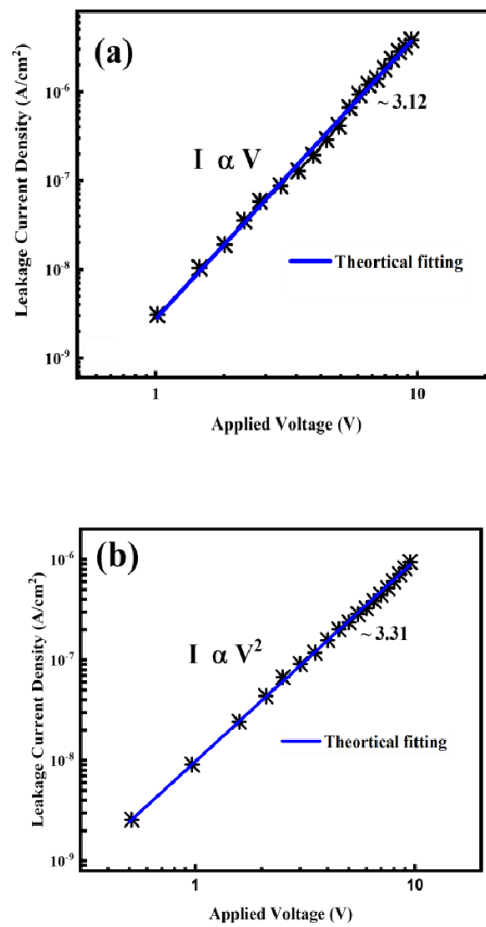 (a)
Leakage Current Density (A/cm²)
10⁻⁶
10⁻⁷
10⁻⁸
10⁻⁹
~ 3.12
I α V
Theortical fitting
1
10
Applied Voltage (V)
(b)
Leakage Current Density (A/cm²)
10⁻⁶
10⁻⁷
10⁻⁸
10⁻⁹
~ 3.31
I α V²
Theortical fitting
1
10
Applied Voltage (V)